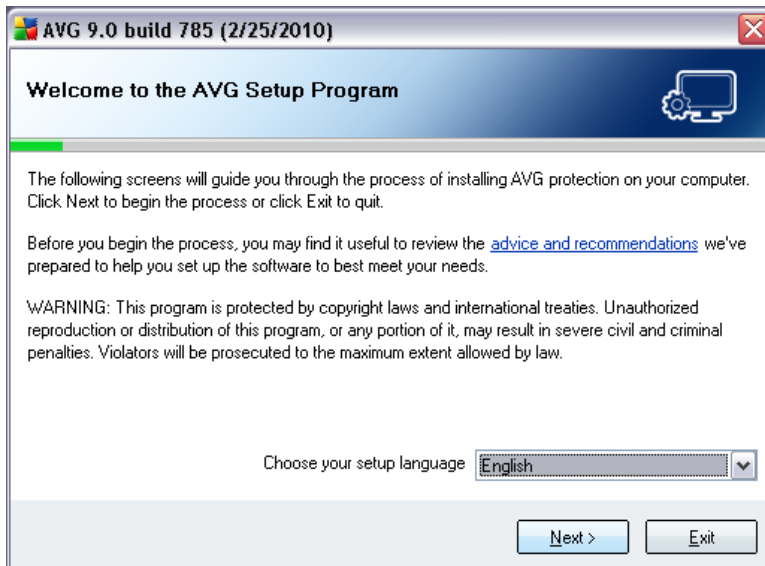 AVG 9.0 build 785 (2/25/2010)
Welcome to the AVG Setup Program
The following screens will guide you through the process of installing AVG protection on your computer.
Click Next to begin the process or click Exit to quit.
Before you begin the process, you may find it useful to review the advice and recommendations we've
prepared to help you set up the software to best meet your needs.
WARNING: This program is protected by copyright laws and international treaties. Unauthorized
reproduction or distribution of this program, or any portion of it, may result in severe civil and criminal
penalties. Violators will be prosecuted to the maximum extent allowed by law.
Choose your setup language English
Next > Exit